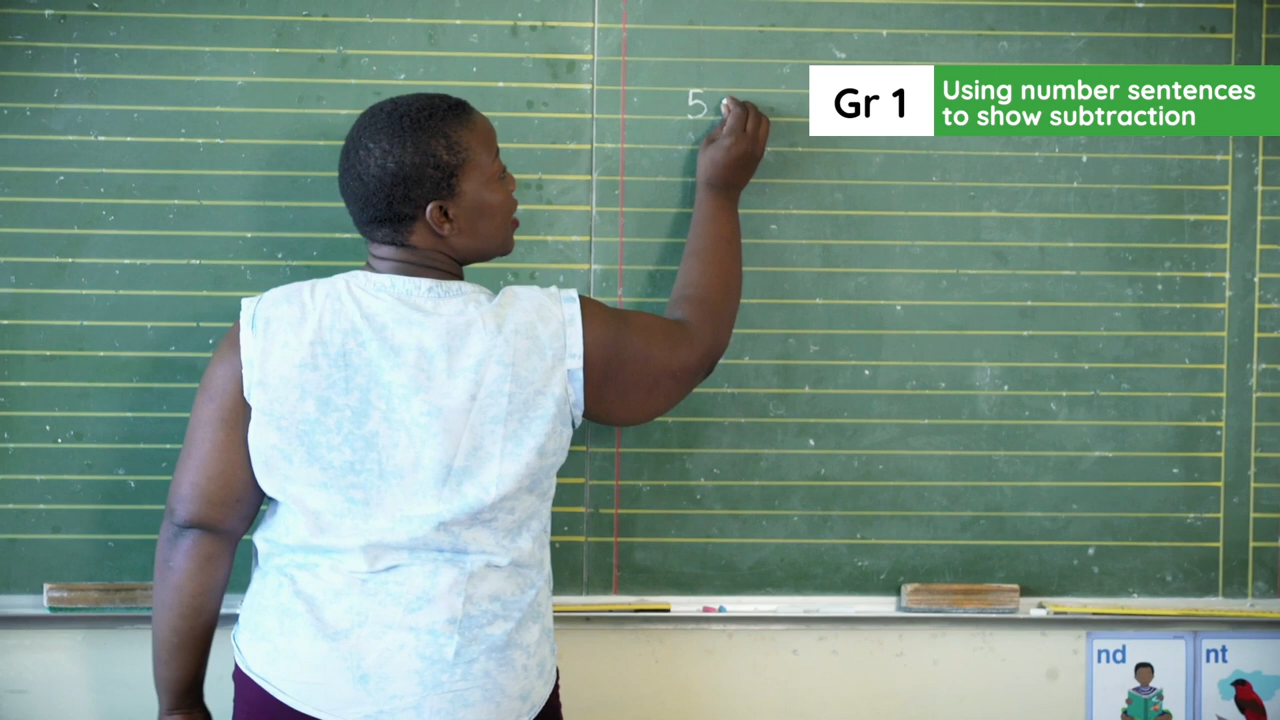 5
Gr 1
Using number sentences
to show subtraction
nd
nt